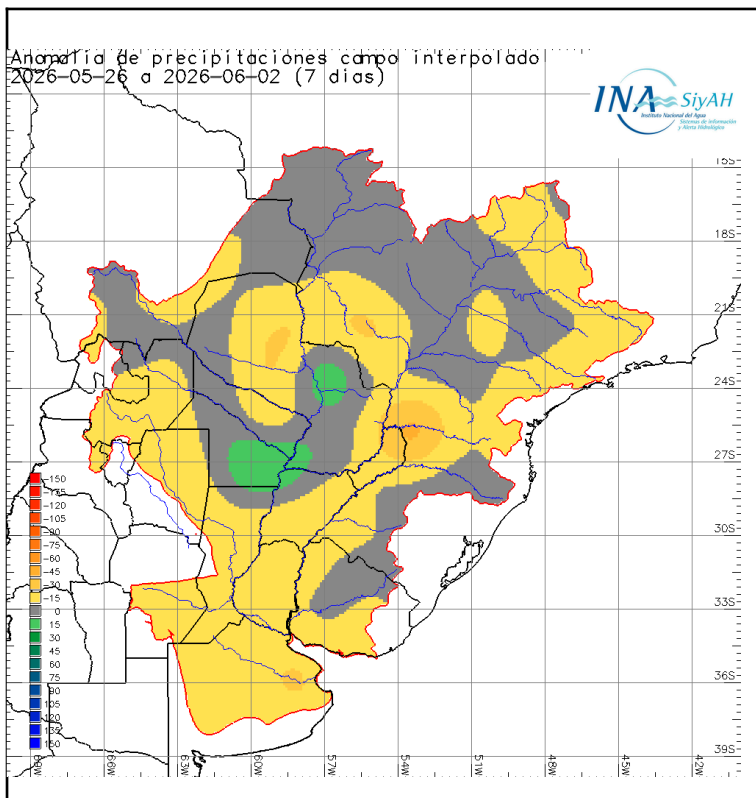 Anomalia de precipitaciones campo interpolado
2026-05-26 a 2026-06-02 (7 dias)
INA SiyAH
Instituto Nacional del Agua
Sistemas de información
y Alerta Hidrológico
15S
18S
21S
24S
27S
30S
33S
36S
39S
-150
-135
-120
-105
-90
-75
-60
-45
-30
-15
0
15
30
45
60
75
90
105
120
135
150
66W
63W
60W
57W
54W
51W
48W
45W
42W